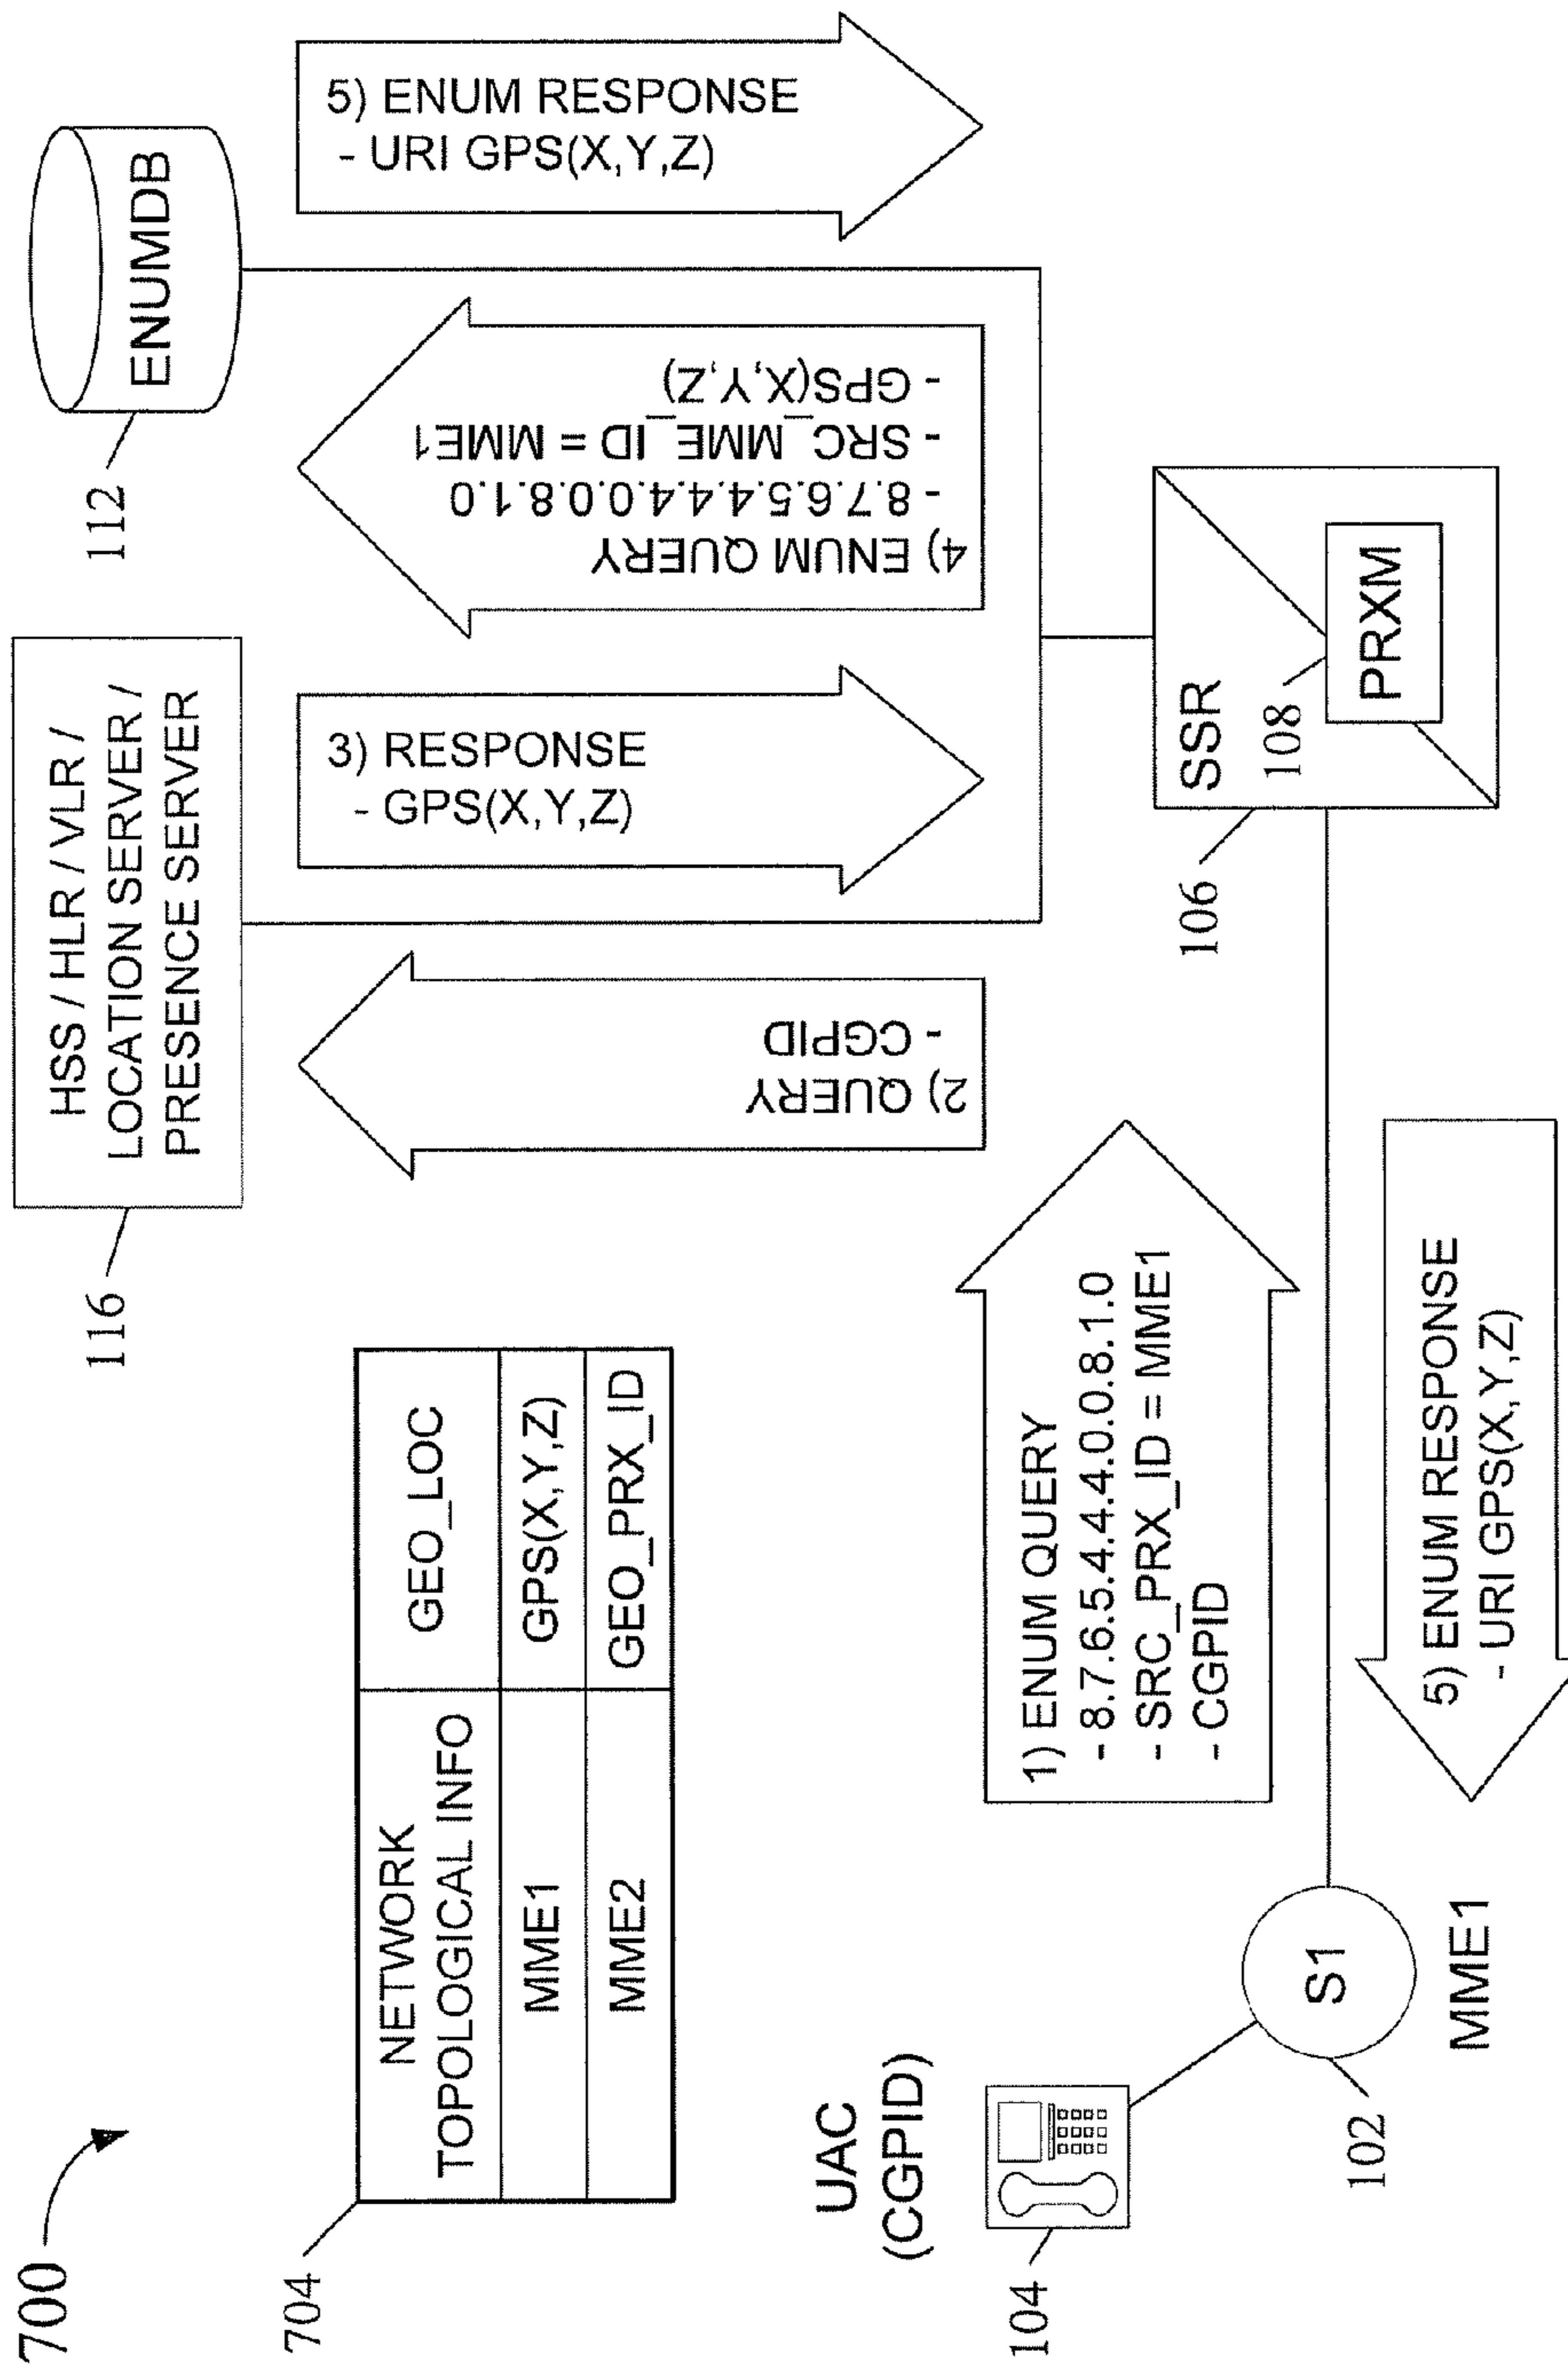 700
704
NETWORK
TOPOLOGICAL INFO
GEO_LOC
MME1
GPS(X,Y,Z)
MME2
GEO_PRX_ID
116
HSS / HLR / VLR /
LOCATION SERVER /
PRESENCE SERVER
112
ENUMDB
2) QUERY
- CGPID
3) RESPONSE
- GPS(X,Y,Z)
4) ENUM QUERY
- 8.7.6.5.4.4.4.0.0.8.1.0
- SRC_MME_ID = MME1
- GPS(X,Y,Z)
5) ENUM RESPONSE
- URI GPS(X,Y,Z)
UAC
(CGPID)
104
102
S1
MME1
1) ENUM QUERY
- 8.7.6.5.4.4.4.0.0.8.1.0
- SRC_PRX_ID = MME1
- CGPID
5) ENUM RESPONSE
- URI GPS(X,Y,Z)
106
SSR
108
PRXM